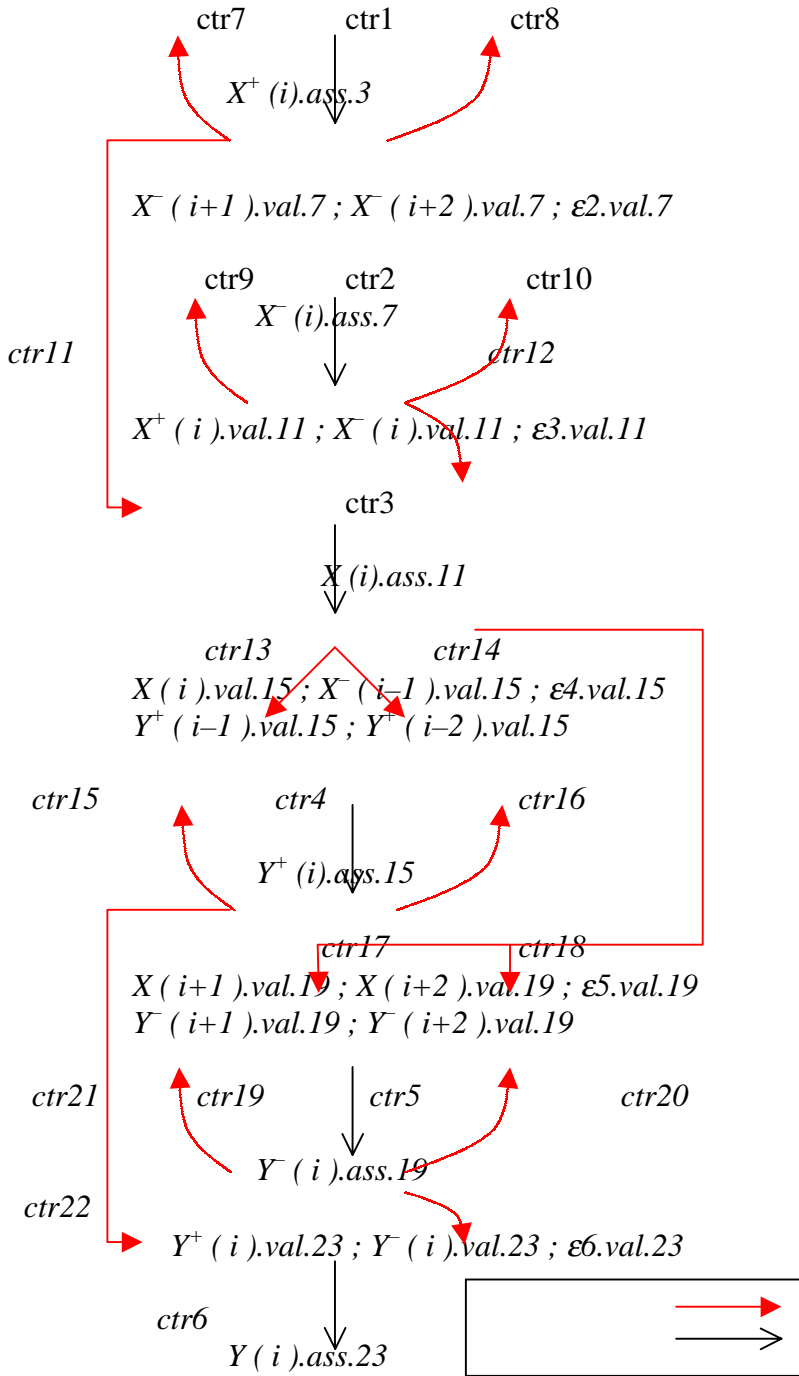 ctr7 ctr1 ctr8
X⁺ (i).ass.3
X⁻ ( i+1 ).val.7 ; X⁻ ( i+2 ).val.7 ; ε2.val.7
ctr9 ctr2 ctr10
X⁻ (i).ass.7
ctr11 ctr12
X⁺ ( i ).val.11 ; X⁻ ( i ).val.11 ; ε3.val.11
ctr3
X (i).ass.11
ctr13 ctr14
X ( i ).val.15 ; X⁻ ( i–1 ).val.15 ; ε4.val.15
Y⁺ ( i–1 ).val.15 ; Y⁺ ( i–2 ).val.15
ctr15 ctr4 ctr16
Y⁺ (i).ass.15
ctr17 ctr18
X ( i+1 ).val.19 ; X ( i+2 ).val.19 ; ε5.val.19
Y⁻ ( i+1 ).val.19 ; Y⁻ ( i+2 ).val.19
ctr21 ctr19 ctr5 ctr20
Y⁻ ( i ).ass.19
ctr22
Y⁺ ( i ).val.23 ; Y⁻ ( i ).val.23 ; ε6.val.23
ctr6
Y ( i ).ass.23